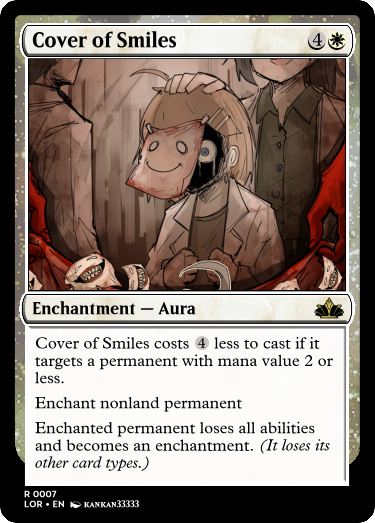 Cover of Smiles 4
Enchantment — Aura
Cover of Smiles costs 4 less to cast if it
targets a permanent with mana value 2 or
less.
Enchant nonland permanent
Enchanted permanent loses all abilities
and becomes an enchantment. (It loses its
other card types.)
R 0007
LOR • EN KANKAN33333